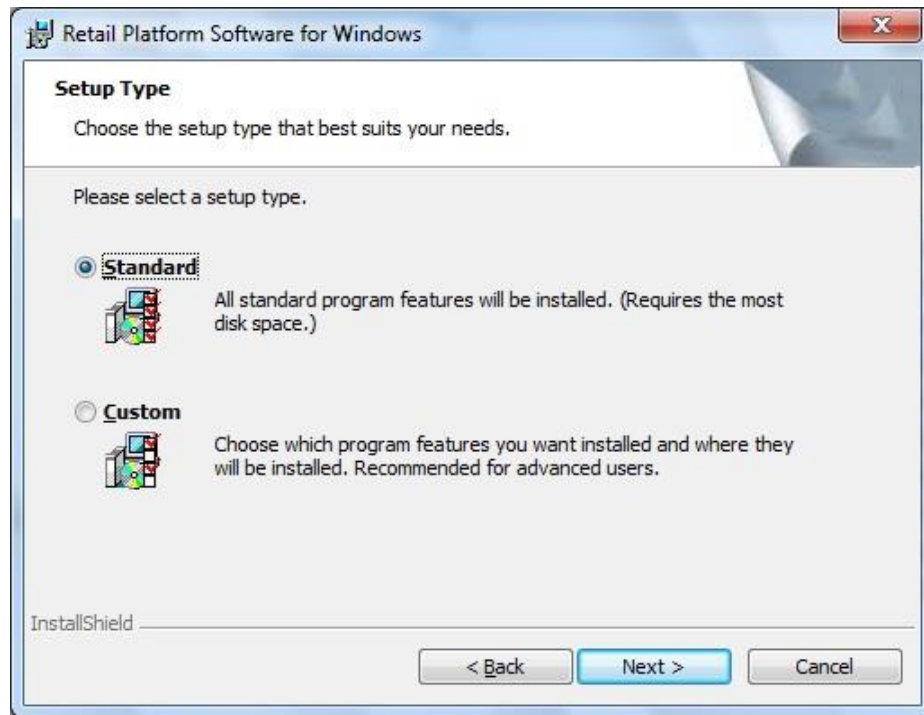 Retail Platform Software for Windows
Setup Type
Choose the setup type that best suits your needs.
Please select a setup type.
Standard
All standard program features will be installed. (Requires the most
disk space.)
Custom
Choose which program features you want installed and where they
will be installed. Recommended for advanced users.
InstallShield
< Back
Next >
Cancel